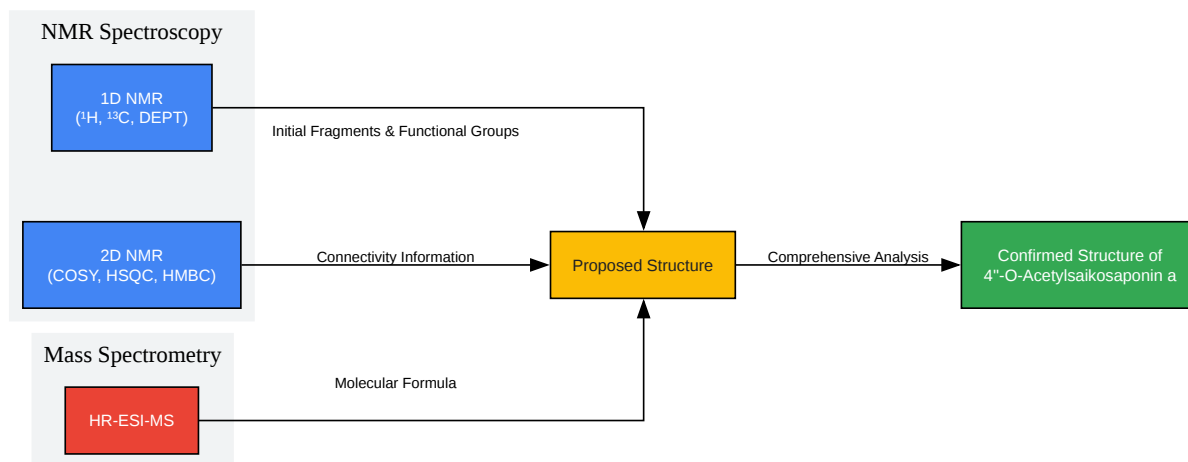 NMR Spectroscopy
1D NMR
(¹H, ¹³C, DEPT)
Initial Fragments & Functional Groups
2D NMR
(COSY, HSQC, HMBC)
Connectivity Information
Proposed Structure
Comprehensive Analysis
Confirmed Structure of
4"-O-Acetylsaikosaponin a
Mass Spectrometry
HR-ESI-MS
Molecular Formula